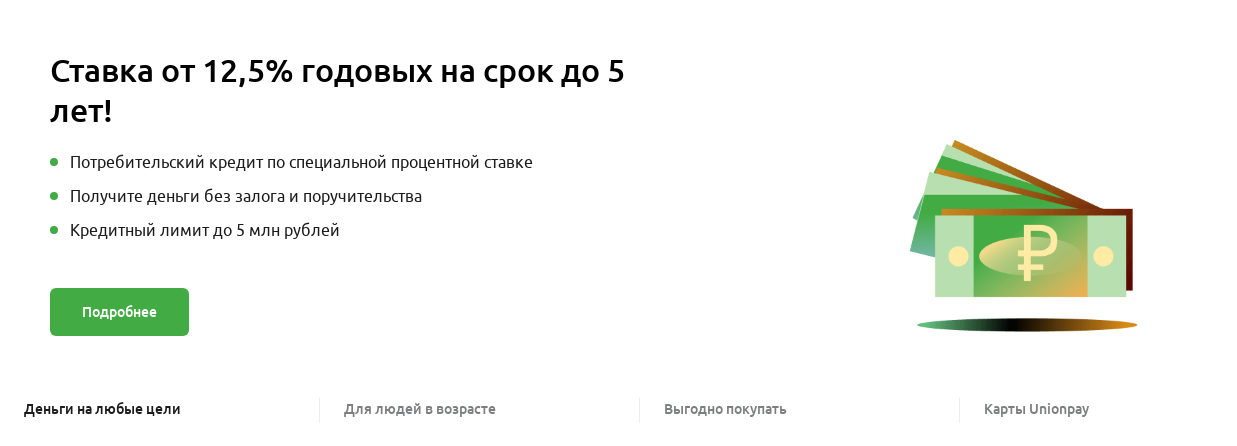 Ставка от 12,5% годовых на срок до 5
лет!
Потребительский кредит по специальной процентной ставке
Получите деньги без залога и поручительства
Кредитный лимит до 5 млн рублей
₽
Подробнее
Деньги на любые цели
Для людей в возрасте
Выгодно покупать
Карты Unionpay